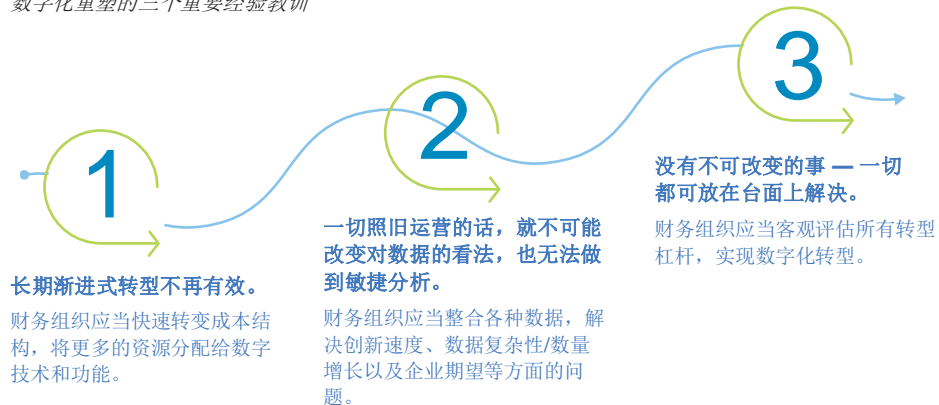 数字化重塑的三个重要经验教训
1
长期渐进式转型不再有效。
财务组织应当快速转变成本结
构，将更多的资源分配给数字
技术和功能。
2
一切照旧运营的话，就不可能
改变对数据的看法，也无法做
到敏捷分析。
财务组织应当整合各种数据，解
决创新速度、数据复杂性/数量
增长以及企业期望等方面的问
题。
3
没有不可改变的事 — 一切
都可放在台面上解决。
财务组织应当客观评估所有转型
杠杆，实现数字化转型。